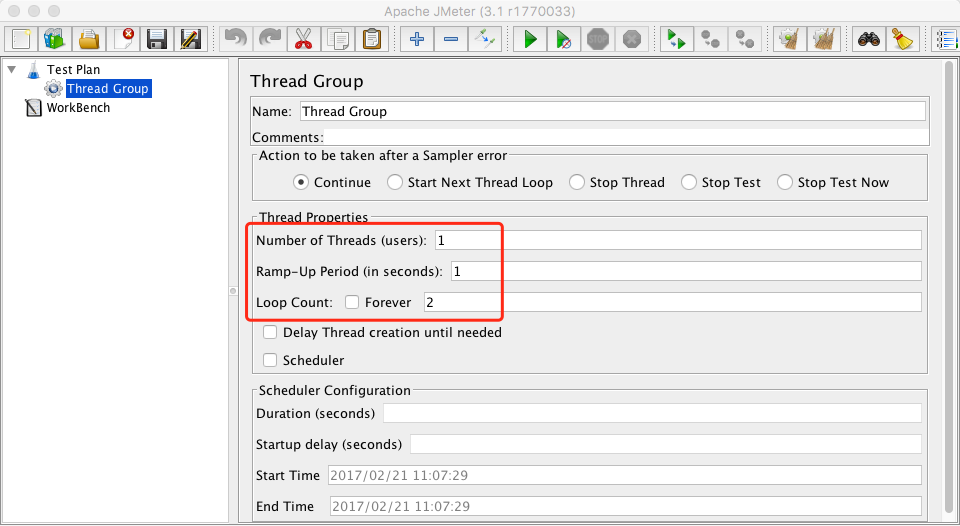 Apache JMeter (3.1 r1770033)
Test Plan
Thread Group
WorkBench
Thread Group
Name: Thread Group
Comments:
Action to be taken after a Sampler error
Continue Start Next Thread Loop Stop Thread Stop Test Stop Test Now
Thread Properties
Number of Threads (users): 1
Ramp-Up Period (in seconds): 1
Loop Count: Forever 2
Delay Thread creation until needed
Scheduler
Scheduler Configuration
Duration (seconds)
Startup delay (seconds)
Start Time 2017/02/21 11:07:29
End Time 2017/02/21 11:07:29